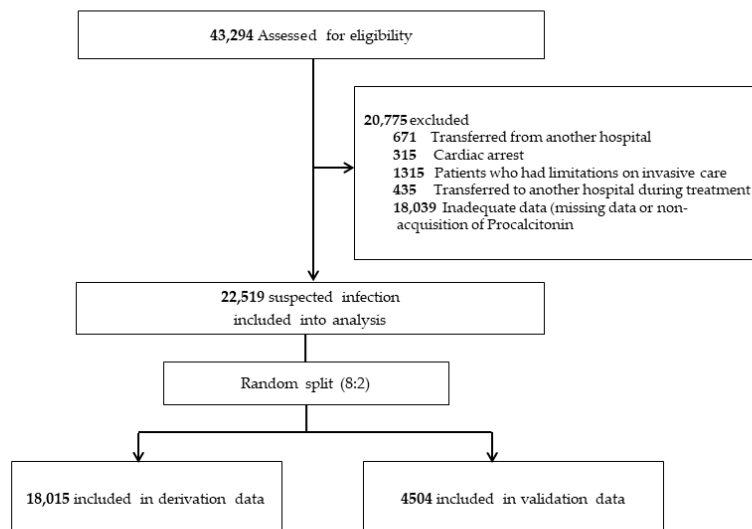 43,294 Assessed for eligibility
20,775 excluded
671 Transferred from another hospital
315 Cardiac arrest
1315 Patients who had limitations on invasive care
435 Transferred to another hospital during treatment
18,039 Inadequate data (missing data or non-
acquisition of Procalcitonin
22,519 suspected infection
included into analysis
Random split (8:2)
18,015 included in derivation data
4504 included in validation data